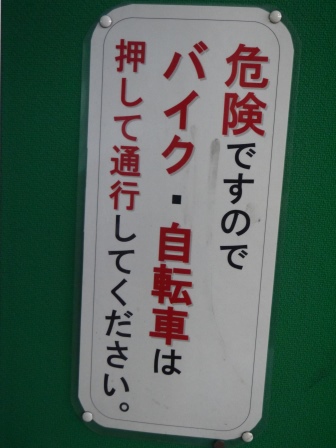 危険ですので
バイク・自転車は
押して通行してください。